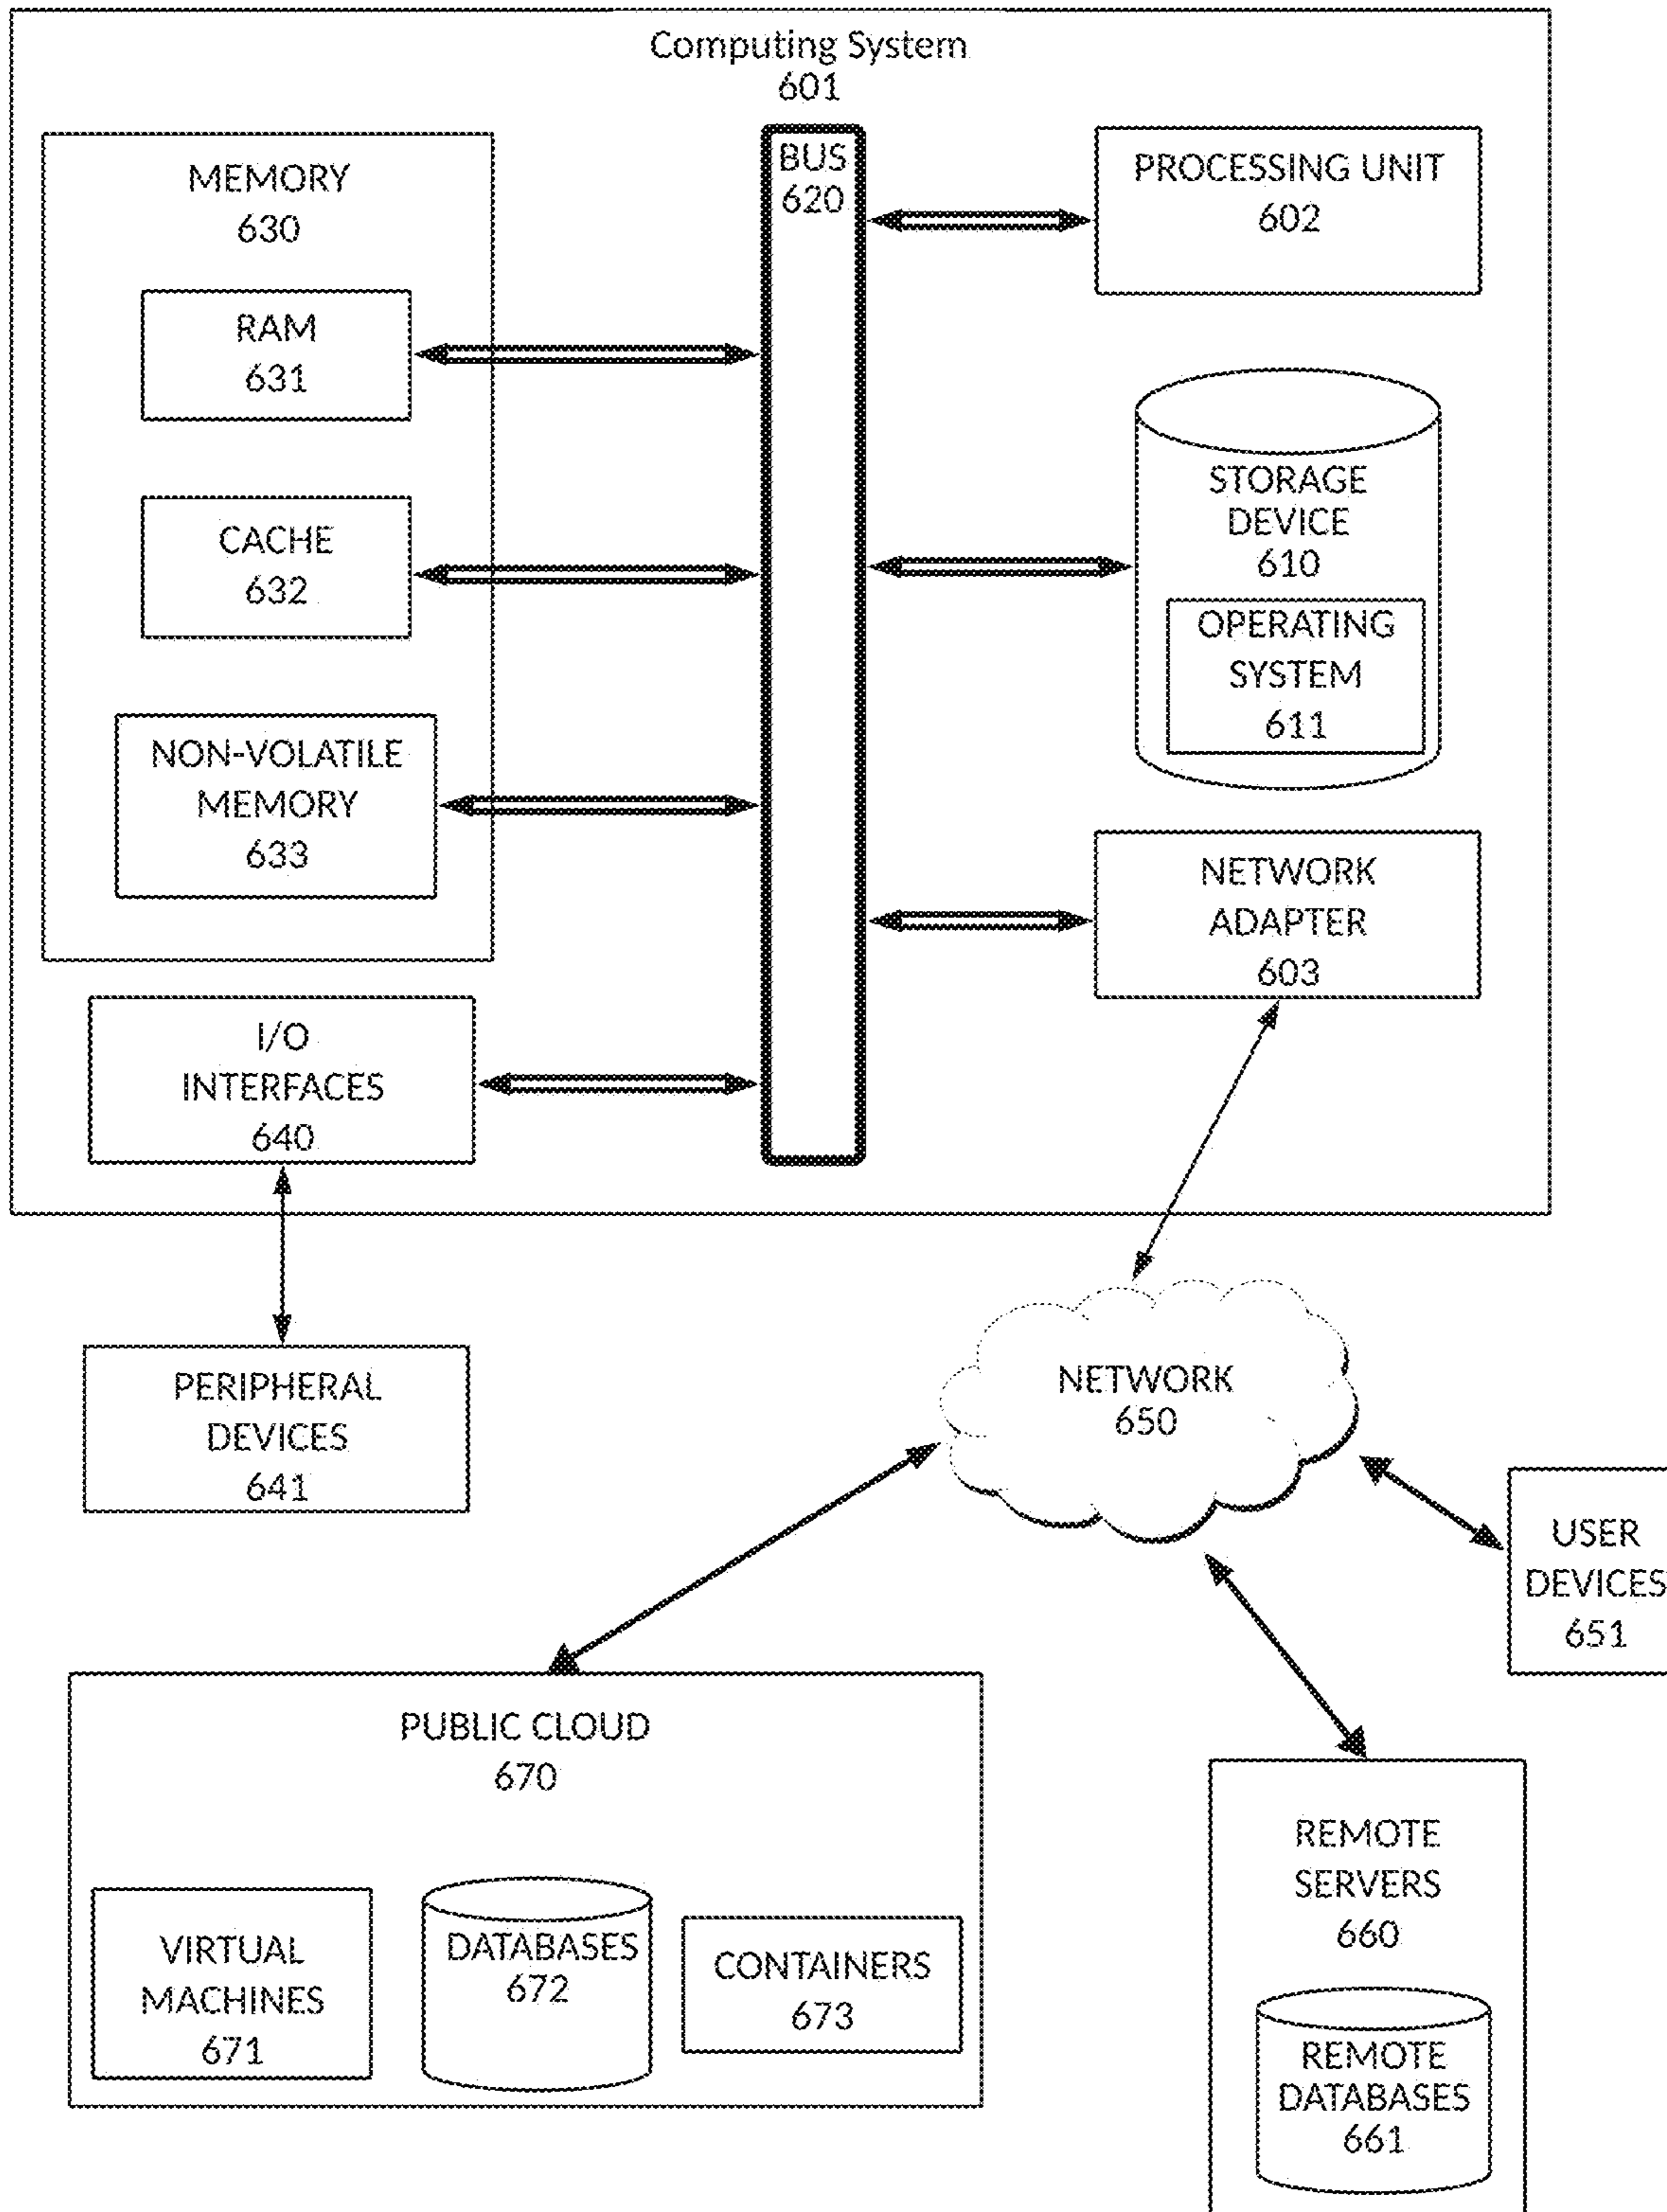 Computing System
601
MEMORY
630
RAM
631
CACHE
632
NON-VOLATILE
MEMORY
633
I/O
INTERFACES
640
BUS
620
PROCESSING UNIT
602
STORAGE
DEVICE
610
OPERATING
SYSTEM
611
NETWORK
ADAPTER
603
PERIPHERAL
DEVICES
641
NETWORK
650
USER
DEVICES
651
PUBLIC CLOUD
670
VIRTUAL
MACHINES
671
DATABASES
672
CONTAINERS
673
REMOTE
SERVERS
660
REMOTE
DATABASES
661